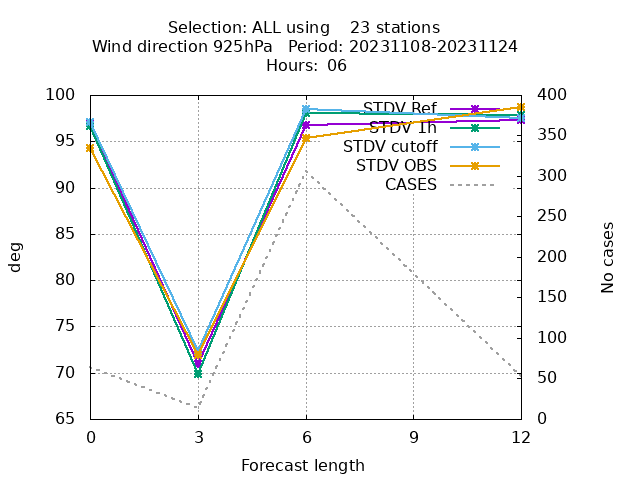 Selection: ALL using    23 stations
Wind direction 925hPa   Period: 20231108-20231124
Hours: 06
100
95
90
85
80
75
70
65
400
350
300
250
200
150
100
50
0
deg
No cases
STDV Ref
STDV 1h
STDV cutoff
STDV OBS
CASES
0 3 6 9 12
Forecast length